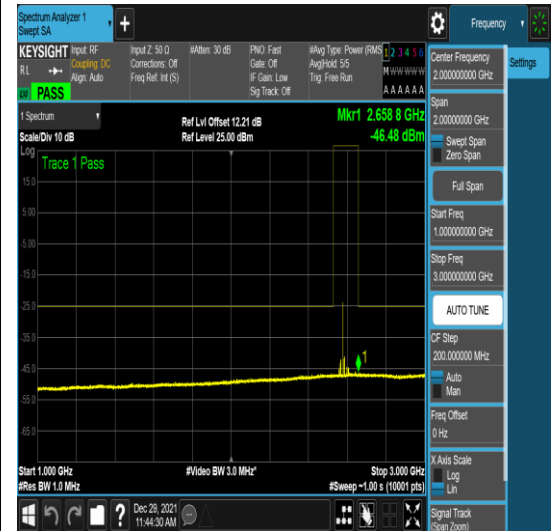 Spectrum Analyzer 1
Swept SA
+
Frequency
KEYSIGHT
Input: RF
Coupling: DC
Align: Auto
Input Z: 50 Ω
Corrections: Off
Freq Ref: Int (S)
#Atten: 30 dB
PNO: Fast
Gate: Off
IF Gain: Low
Sig Track: Off
#Avg Type: Power (RMS
Avg|Hold: 5/5
Trig: Free Run
1 2 3 4 5 6
M W W W W W
A A A A A A
R L
PASS
1 Spectrum
Scale/Div 10 dB
Ref Lvl Offset 12.21 dB
Ref Level 25.00 dBm
Mkr1 2.658 8 GHz
-46.48 dBm
Log
Trace 1 Pass
15.0
5.00
-5.00
-15.0
-25.0
-35.0
-45.0
-55.0
-65.0
1
Start 1.000 GHz
#Res BW 1.0 MHz
#Video BW 3.0 MHz*
Stop 3.000 GHz
#Sweep ~1.00 s (10001 pts)
Dec 29, 2021
11:44:30 AM
?
Center Frequency
2.000000000 GHz
Settings
Span
2.00000000 GHz
Swept Span
Zero Span
Full Span
Start Freq
1.000000000 GHz
Stop Freq
3.000000000 GHz
AUTO TUNE
CF Step
200.000000 MHz
Auto
Man
Freq Offset
0 Hz
X Axis Scale
Log
Lin
Signal Track
(Span Zoom)